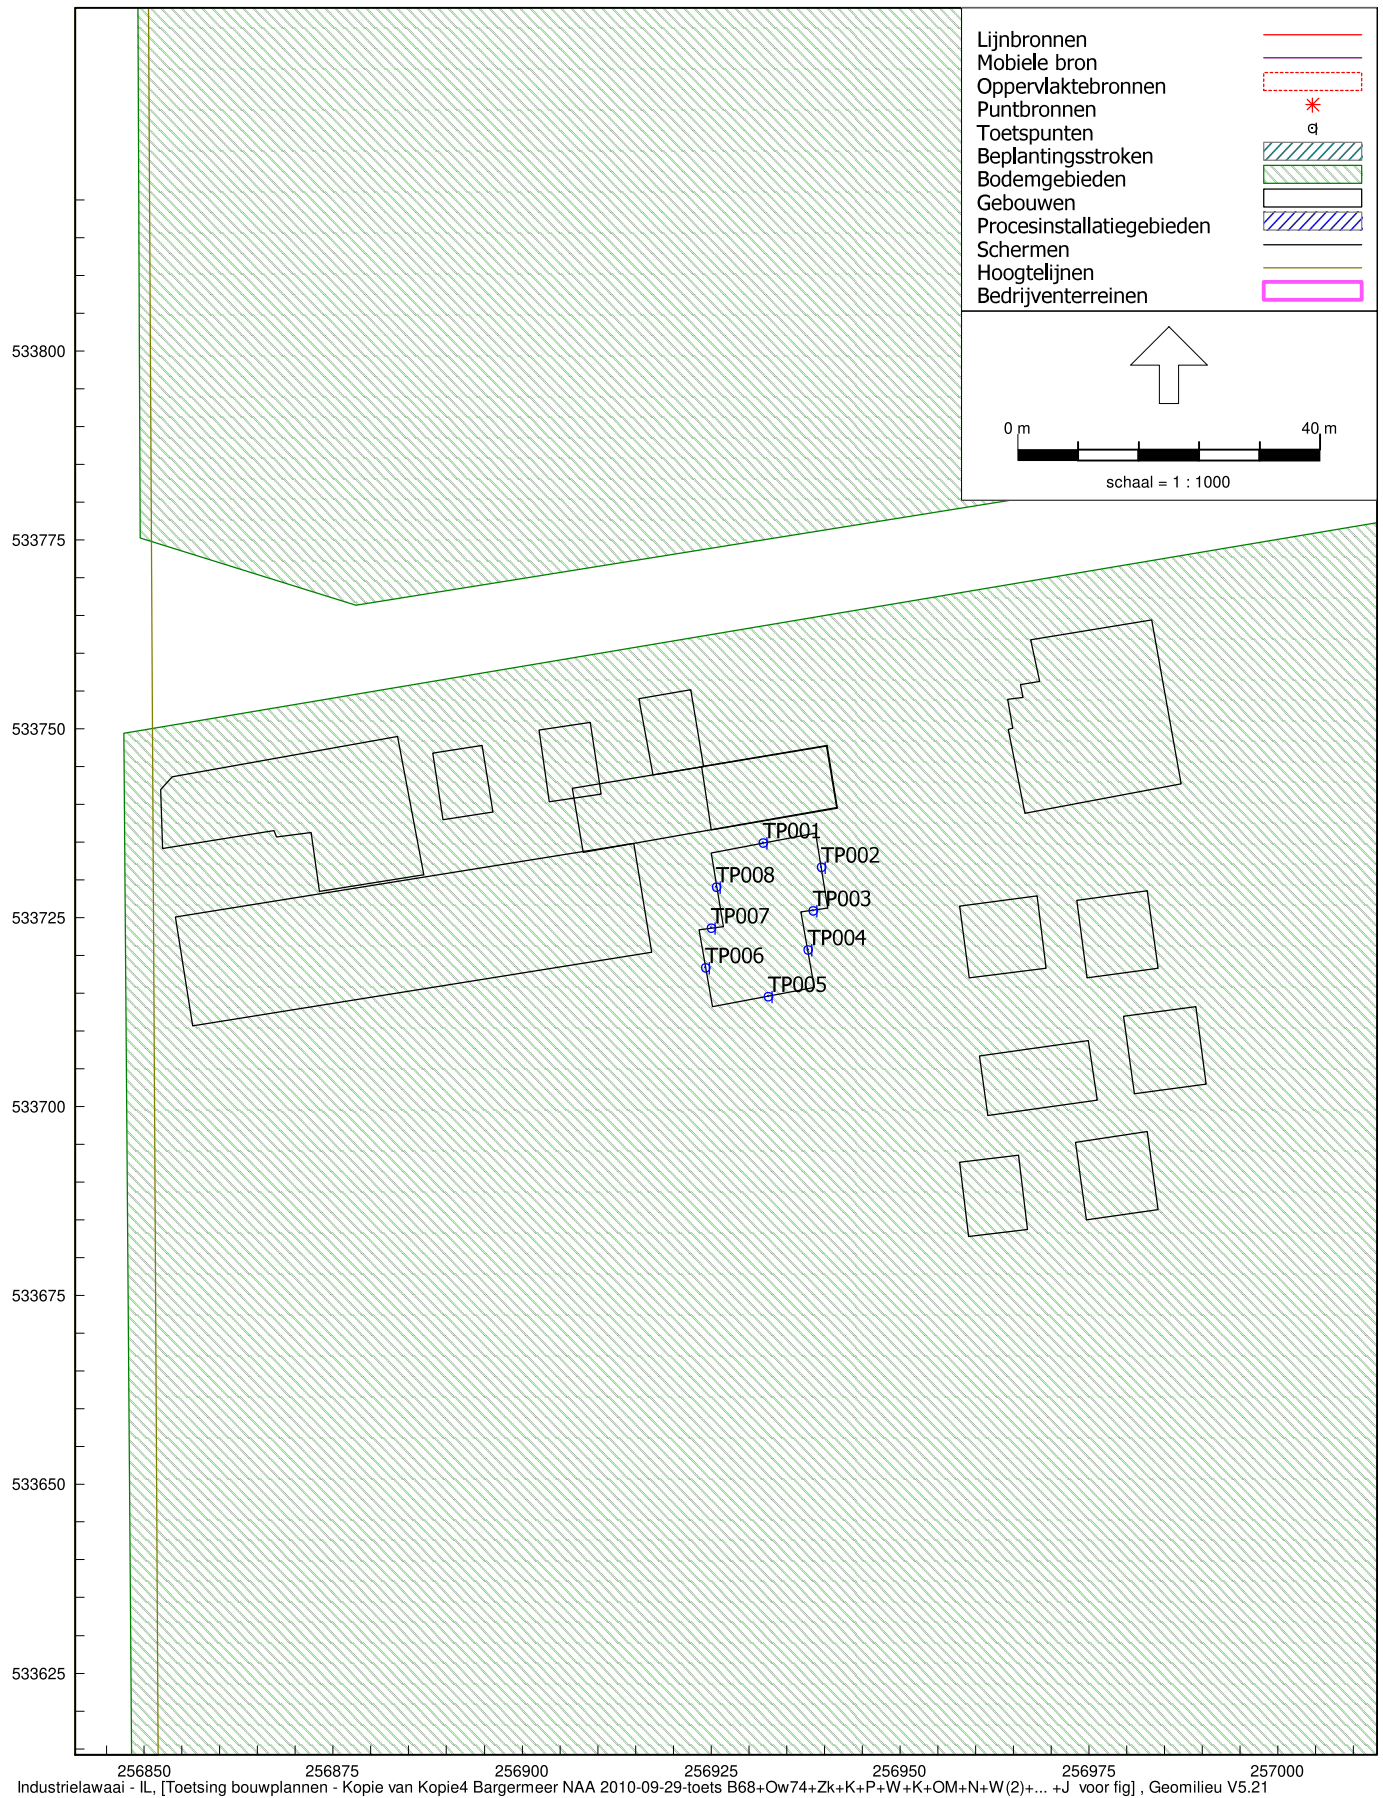 Lijnbronnen
Mobiele bron
Oppervlaktebronnen
Puntbronnen
Toetspunten
Beplantingsstroken
Bodemgebieden
Gebouwen
Procesinstallatiegebieden
Schermen
Hoogtelijnen
Bedrijventerreinen
0 m 40 m
schaal = 1 : 1000
533800
533775
533750
533725
533700
533675
533650
533625
TP001
TP002
TP008
TP003
TP007
TP004
TP006
TP005
256850 256875 256900 256925 256950 256975 257000
Industrielawaai - IL, [Toetsing bouwplannen - Kopie van Kopie4 Bargermeer NAA 2010-09-29-toets B68+Ow74+Zk+K+P+W+K+OM+N+W(2)+... +J voor fig] , Geomilieu V5.21